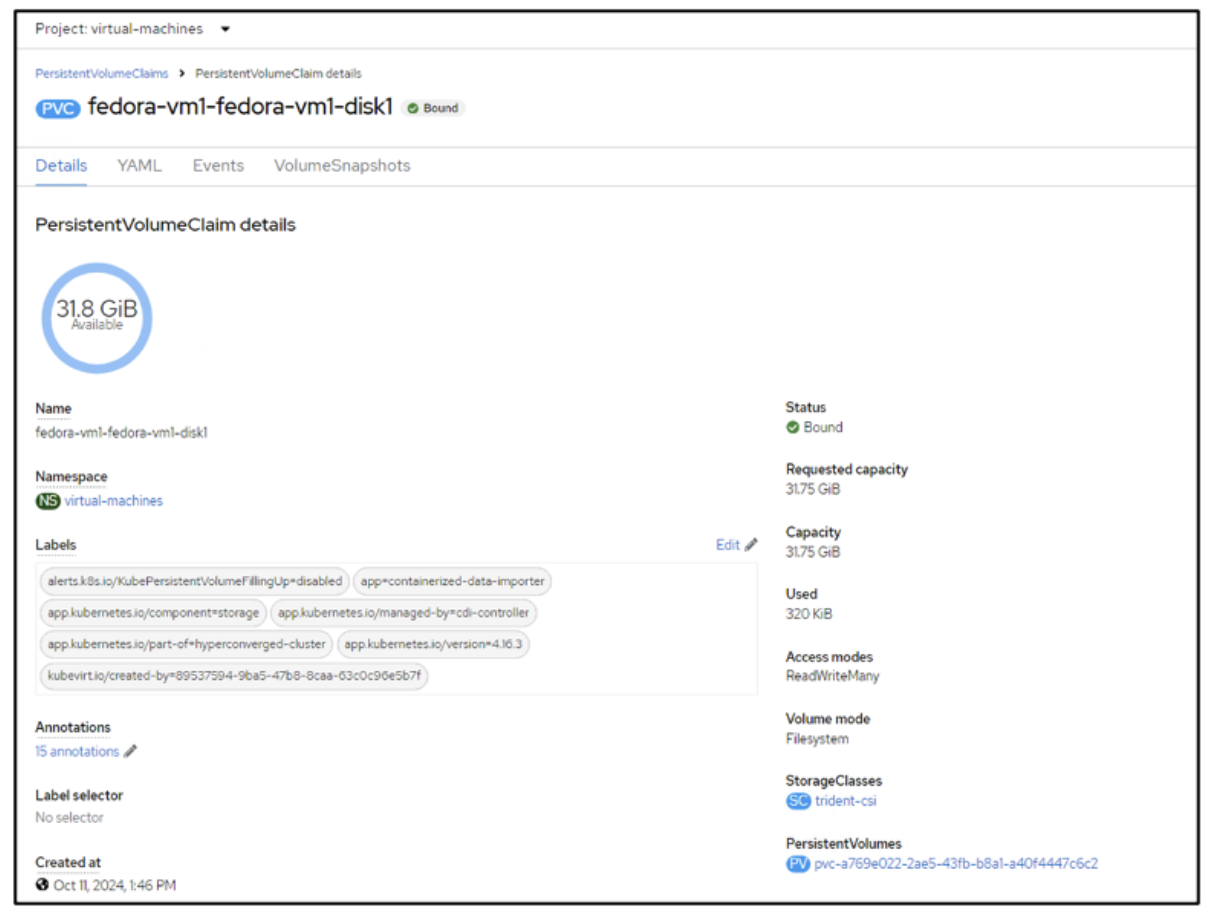 Project: virtual-machines
PersistentVolumeClaims > PersistentVolumeClaim details
PVC fedora-vm1-fedora-vm1-disk1 Bound
Details YAML Events VolumeSnapshots
PersistentVolumeClaim details
31.8 GiB
Available
Name
fedora-vm1-fedora-vm1-disk1
Namespace
NS virtual-machines
Labels Edit
alerts.k8s.io/KubePersistentVolumeFillingUp=disabled app=containerized-data-importer
app.kubernetes.io/component=storage app.kubernetes.io/managed-by=cdi-controller
app.kubernetes.io/part-of=hyperconverged-cluster app.kubernetes.io/version=4.16.3
kubevirt.io/created-by=89537594-9ba5-47b8-8caa-63c0c96e5b7f
Annotations
15 annotations
Label selector
No selector
Created at
Oct 11, 2024, 1:46 PM
Status
Bound
Requested capacity
31.75 GiB
Capacity
31.75 GiB
Used
320 KiB
Access modes
ReadWriteMany
Volume mode
Filesystem
StorageClasses
SC trident-csi
PersistentVolumes
PV pvc-a769e022-2ae5-43fb-b8a1-a40f4447c6c2